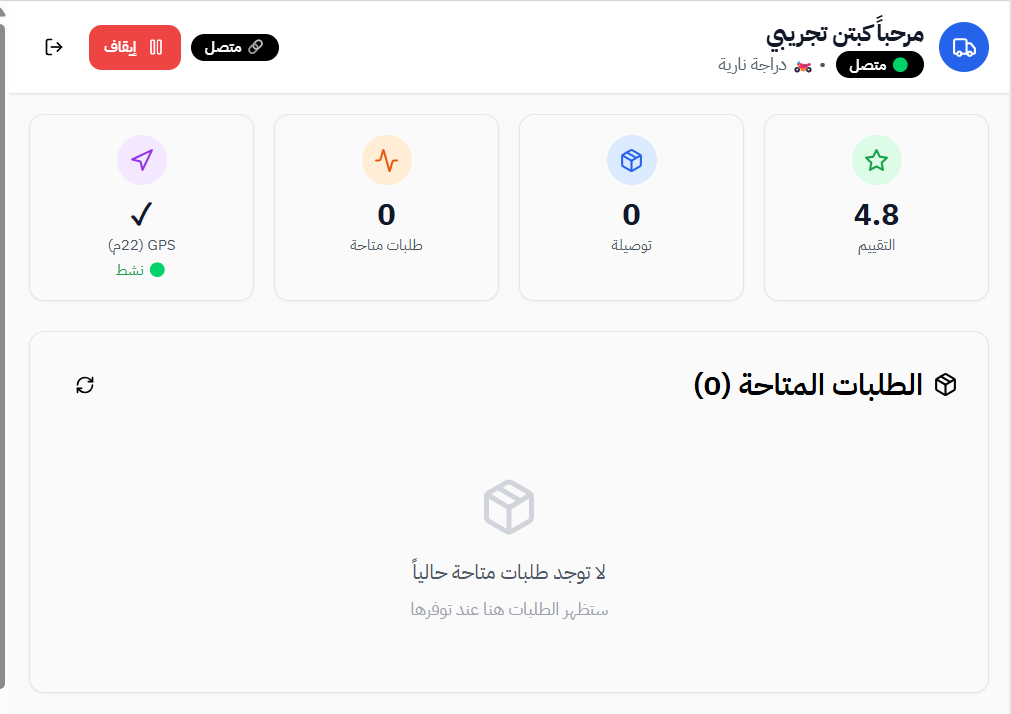 مرحباً كبتن تجريبي
متصل • دراجة نارية
متصل
إيقاف
4.8
التقييم
0
توصيلة
0
طلبات متاحة
✓
GPS (22م)
نشط
الطلبات المتاحة (0)
لا توجد طلبات متاحة حالياً
ستظهر الطلبات هنا عند توفرها